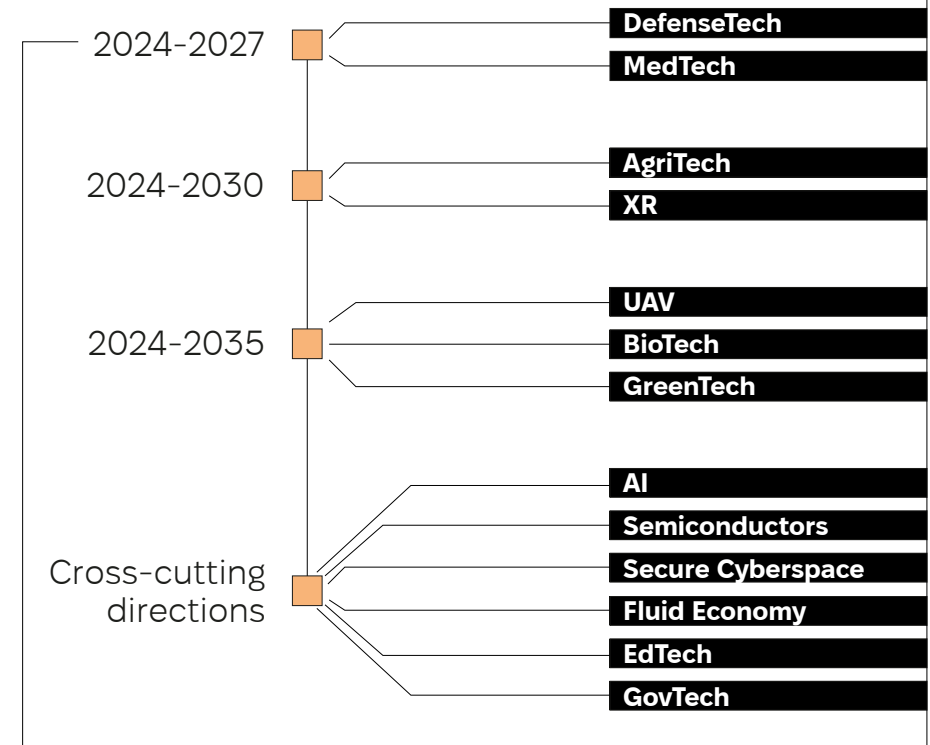 2024-2027
DefenseTech
MedTech
2024-2030
AgriTech
XR
2024-2035
UAV
BioTech
GreenTech
Cross-cutting
directions
AI
Semiconductors
Secure Cyberspace
Fluid Economy
EdTech
GovTech